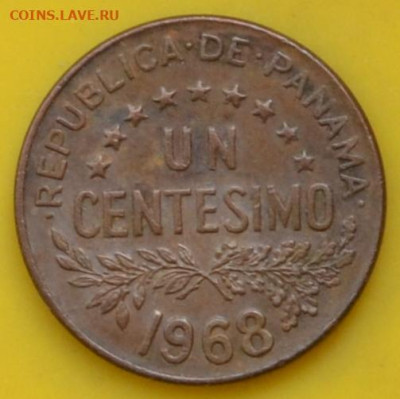 COINS.LAVE.RU
·REPUBLICA·DE·PANAMA·
UN
CENTESIMO
1968